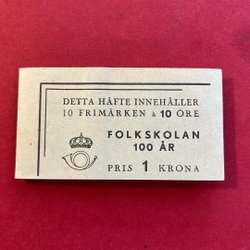 DETTA HÄFTE INNEHÅLLER
10 FRIMÄRKEN à 10 ÖRE
FOLKSKOLAN
100 ÅR
PRIS 1 KRONA